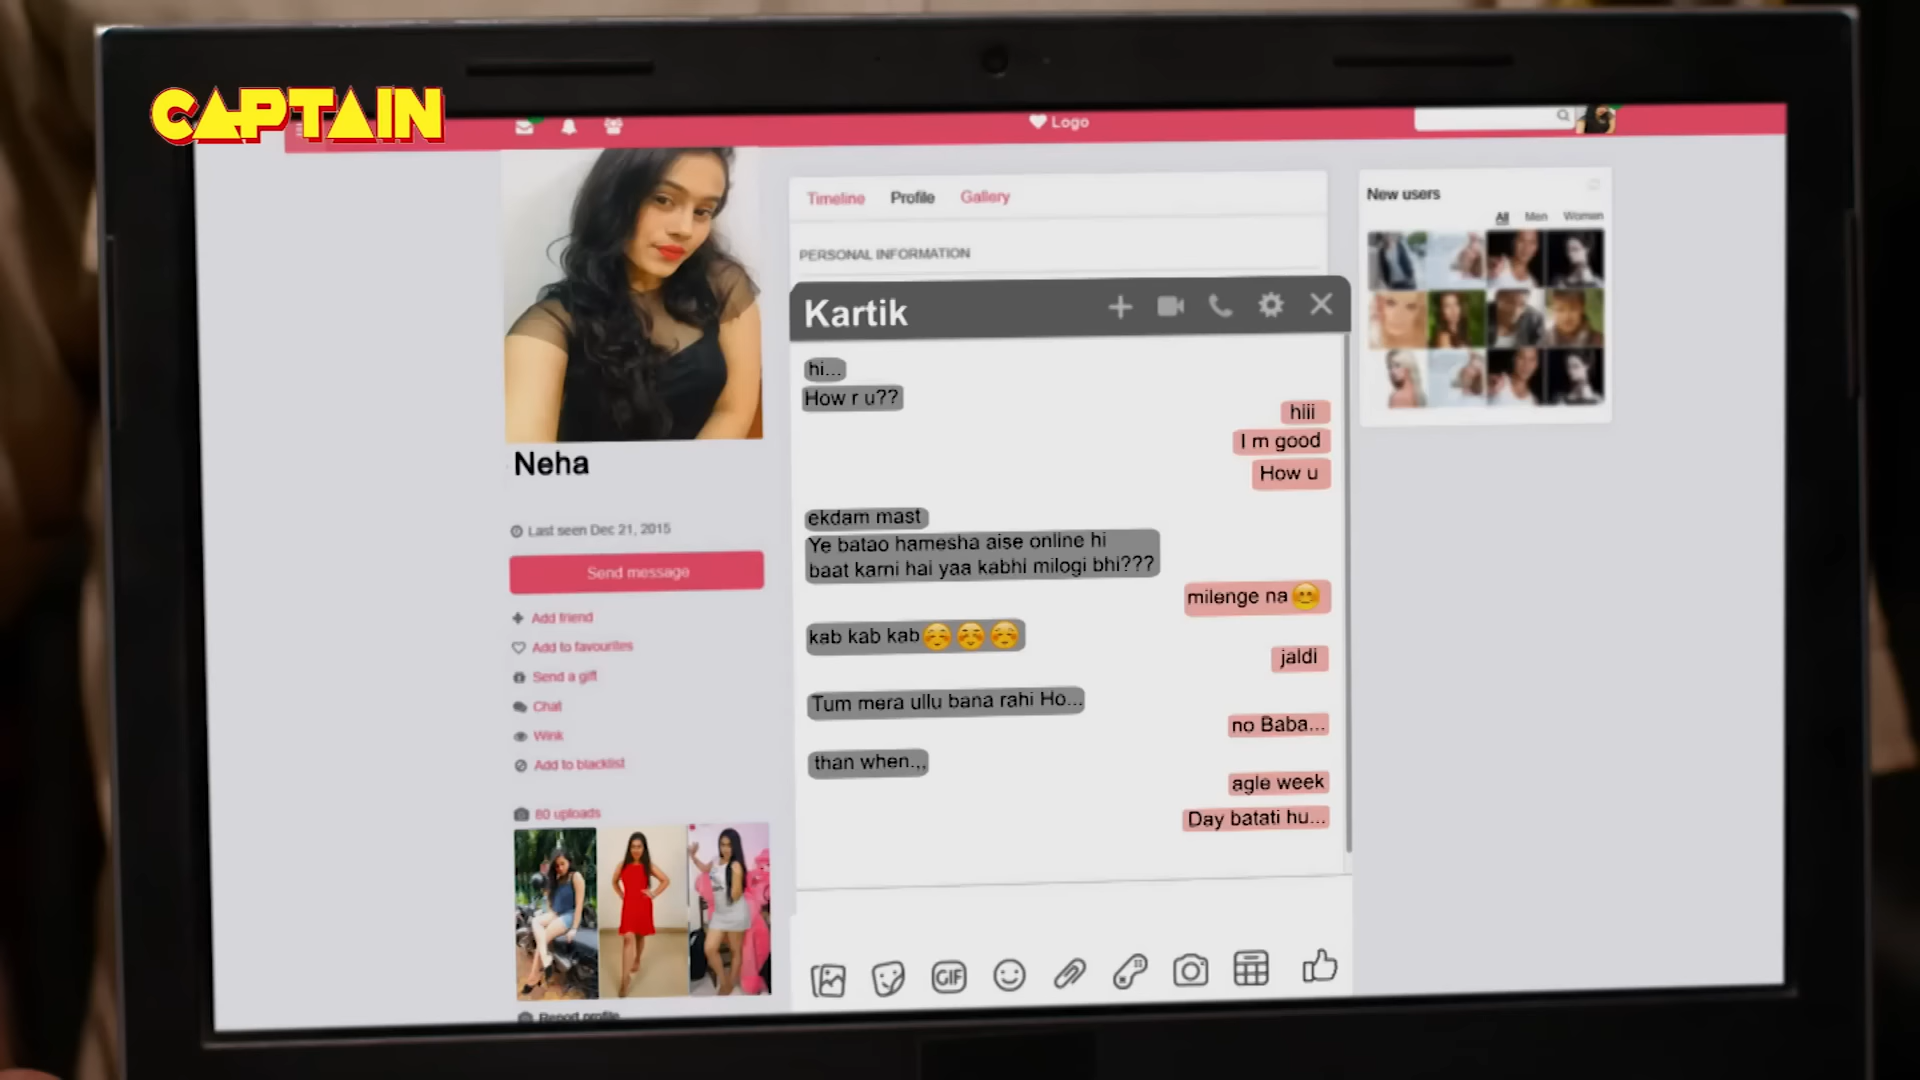 CAPTAIN
Logo
Timeline Profile Gallery
PERSONAL INFORMATION
New users
All Men Women
Neha
Last seen Dec 21, 2015
Send message
Add friend
Add to favourites
Send a gift
Chat
Wink
Add to blacklist
80 uploads
Report profile
Kartik
hi...
How r u??
hiii
I m good
How u
ekdam mast
Ye batao hamesha aise online hi
baat karni hai yaa kabhi milogi bhi???
milenge na
kab kab kab
jaldi
Tum mera ullu bana rahi Ho...
no Baba...
than when.,,
agle week
Day batati hu...
GIF